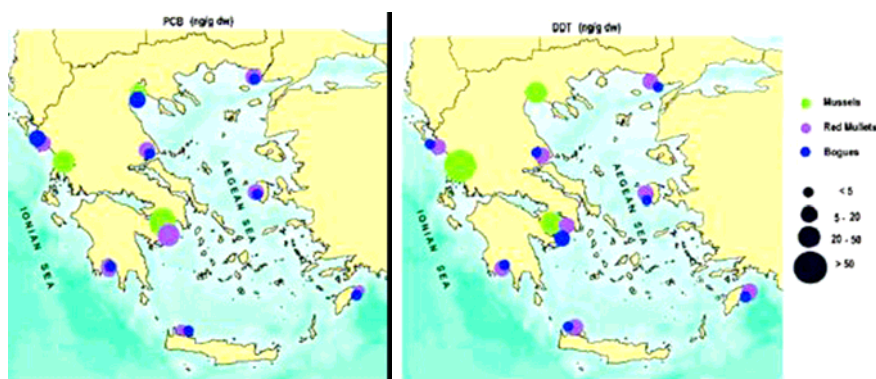 PCB (ng/g dw)
AEGEAN SEA
IONIAN SEA
DDT (ng/g dw)
AEGEAN SEA
IONIAN SEA
Mussels
Red Mullets
Bogues
< 5
5 - 20
20 - 50
> 50